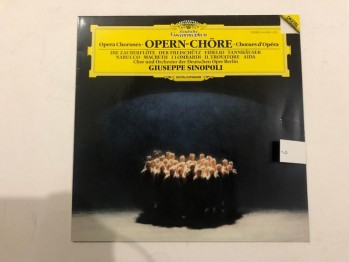 Deutsche
Grammophon
Opera Choruses · OPERN-CHÖRE · Chœurs d'Opéra
DIE ZAUBERFLÖTE · DER FREISCHÜTZ · FIDELIO · TANNHÄUSER
NABUCCO · MACBETH · I LOMBARDI · IL TROVATORE · AIDA
Chor und Orchester der Deutschen Oper Berlin
GIUSEPPE SINOPOLI